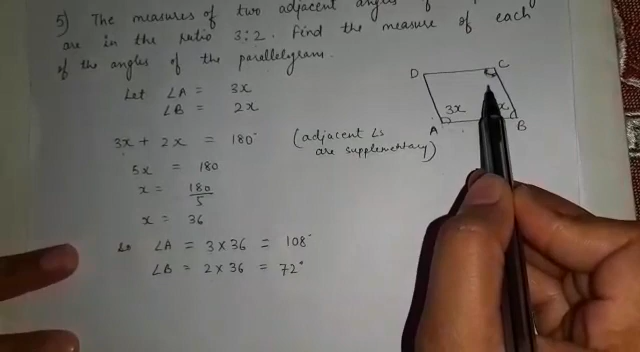 5) The measures of two adjacent angles of
are in the ratio 3:2. Find the measure of each
of the angles of the parallelygram.
D
C
Let ∠A = 3x
∠B = 2x
3x
x
A
B
3x + 2x = 180° (adjacent ∠s
are supplementary)
5x = 180
x = 180/5
x = 36
So ∠A = 3 × 36 = 108°
∠B = 2 × 36 = 72°